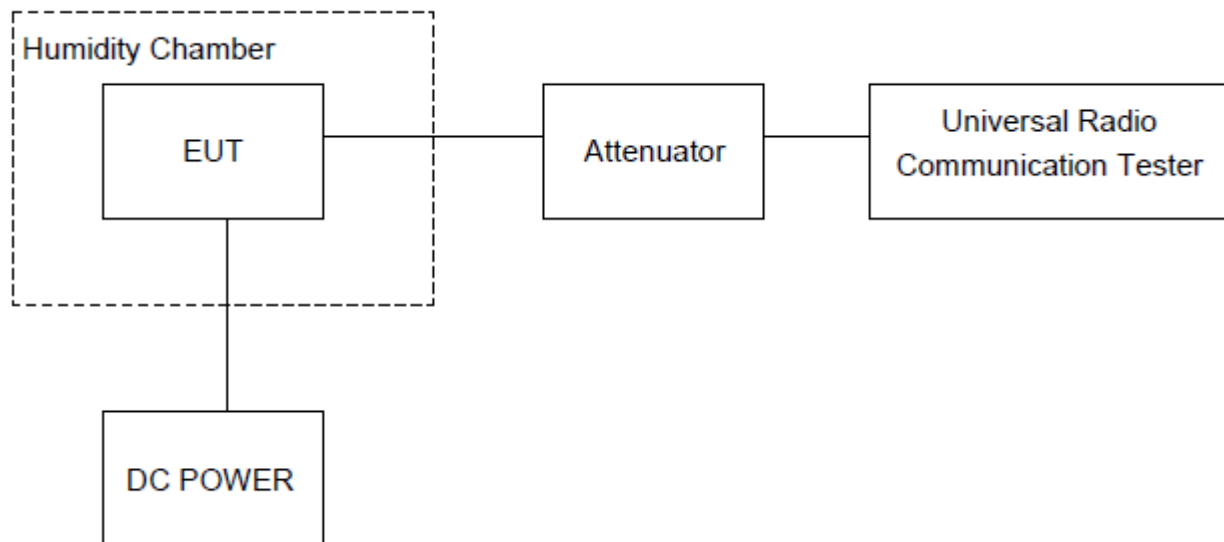 Humidity Chamber
EUT
Attenuator
Universal Radio
Communication Tester
DC POWER